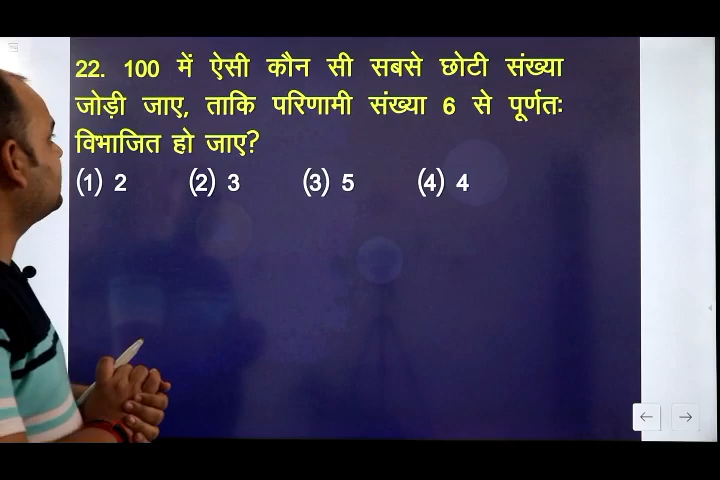 22. 100 में ऐसी कौन सी सबसे छोटी संख्या
जोड़ी जाए, ताकि परिणामी संख्या 6 से पूर्णतः
विभाजित हो जाए?
(1) 2 (2) 3 (3) 5 (4) 4